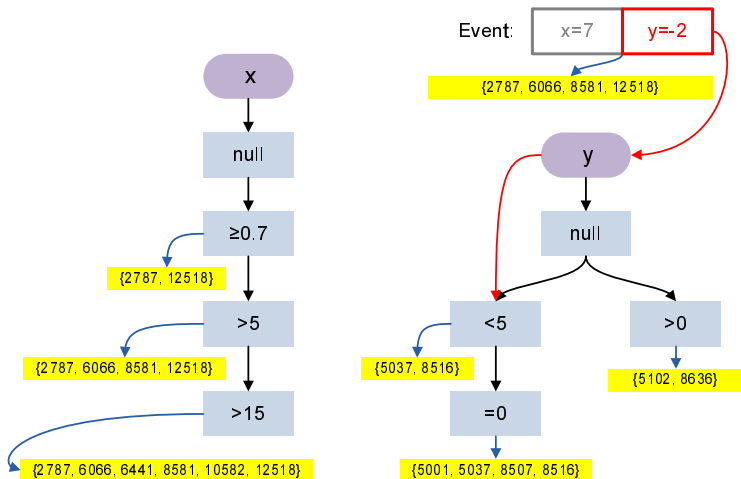 Event:
x=7
y=-2
{2787, 6066, 8581, 12518}
x
null
≥0.7
{2787, 12518}
>5
{2787, 6066, 8581, 12518}
>15
{2787, 6066, 6441, 8581, 10582, 12518}
y
null
<5
{5037, 8516}
=0
{5001, 5037, 8507, 8516}
>0
{5102, 8636}